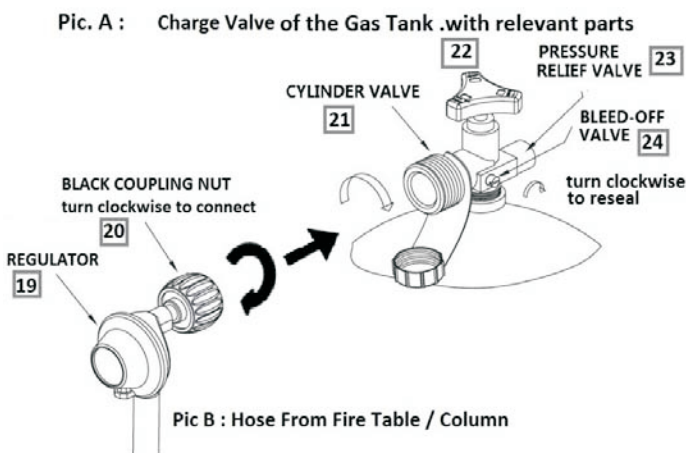 Pic. A : Charge Valve of the Gas Tank .with relevant parts
22
PRESSURE
RELIEF VALVE 23
CYLINDER VALVE
21
BLEED-OFF
VALVE 24
turn clockwise
to reseal
BLACK COUPLING NUT
turn clockwise to connect
20
REGULATOR
19
Pic B : Hose From Fire Table / Column